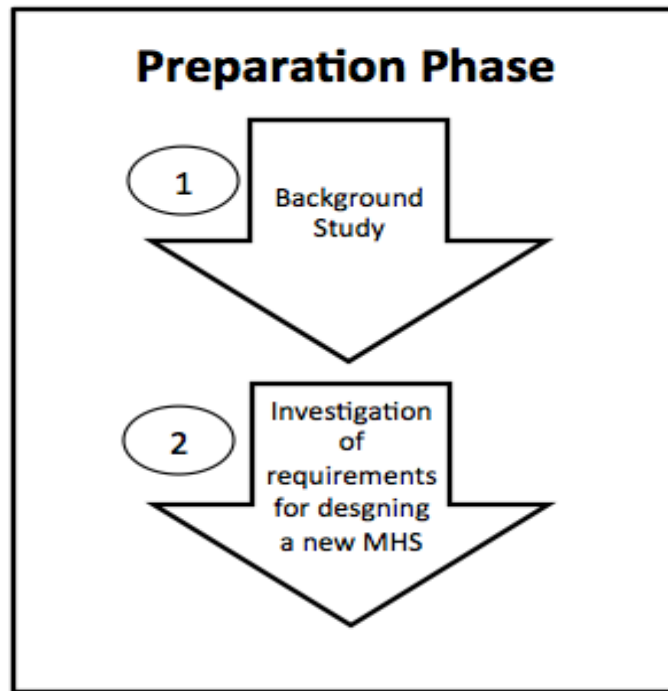 Preparation Phase
1
Background
Study
2
Investigation
of
requirements
for desgning
a new MHS